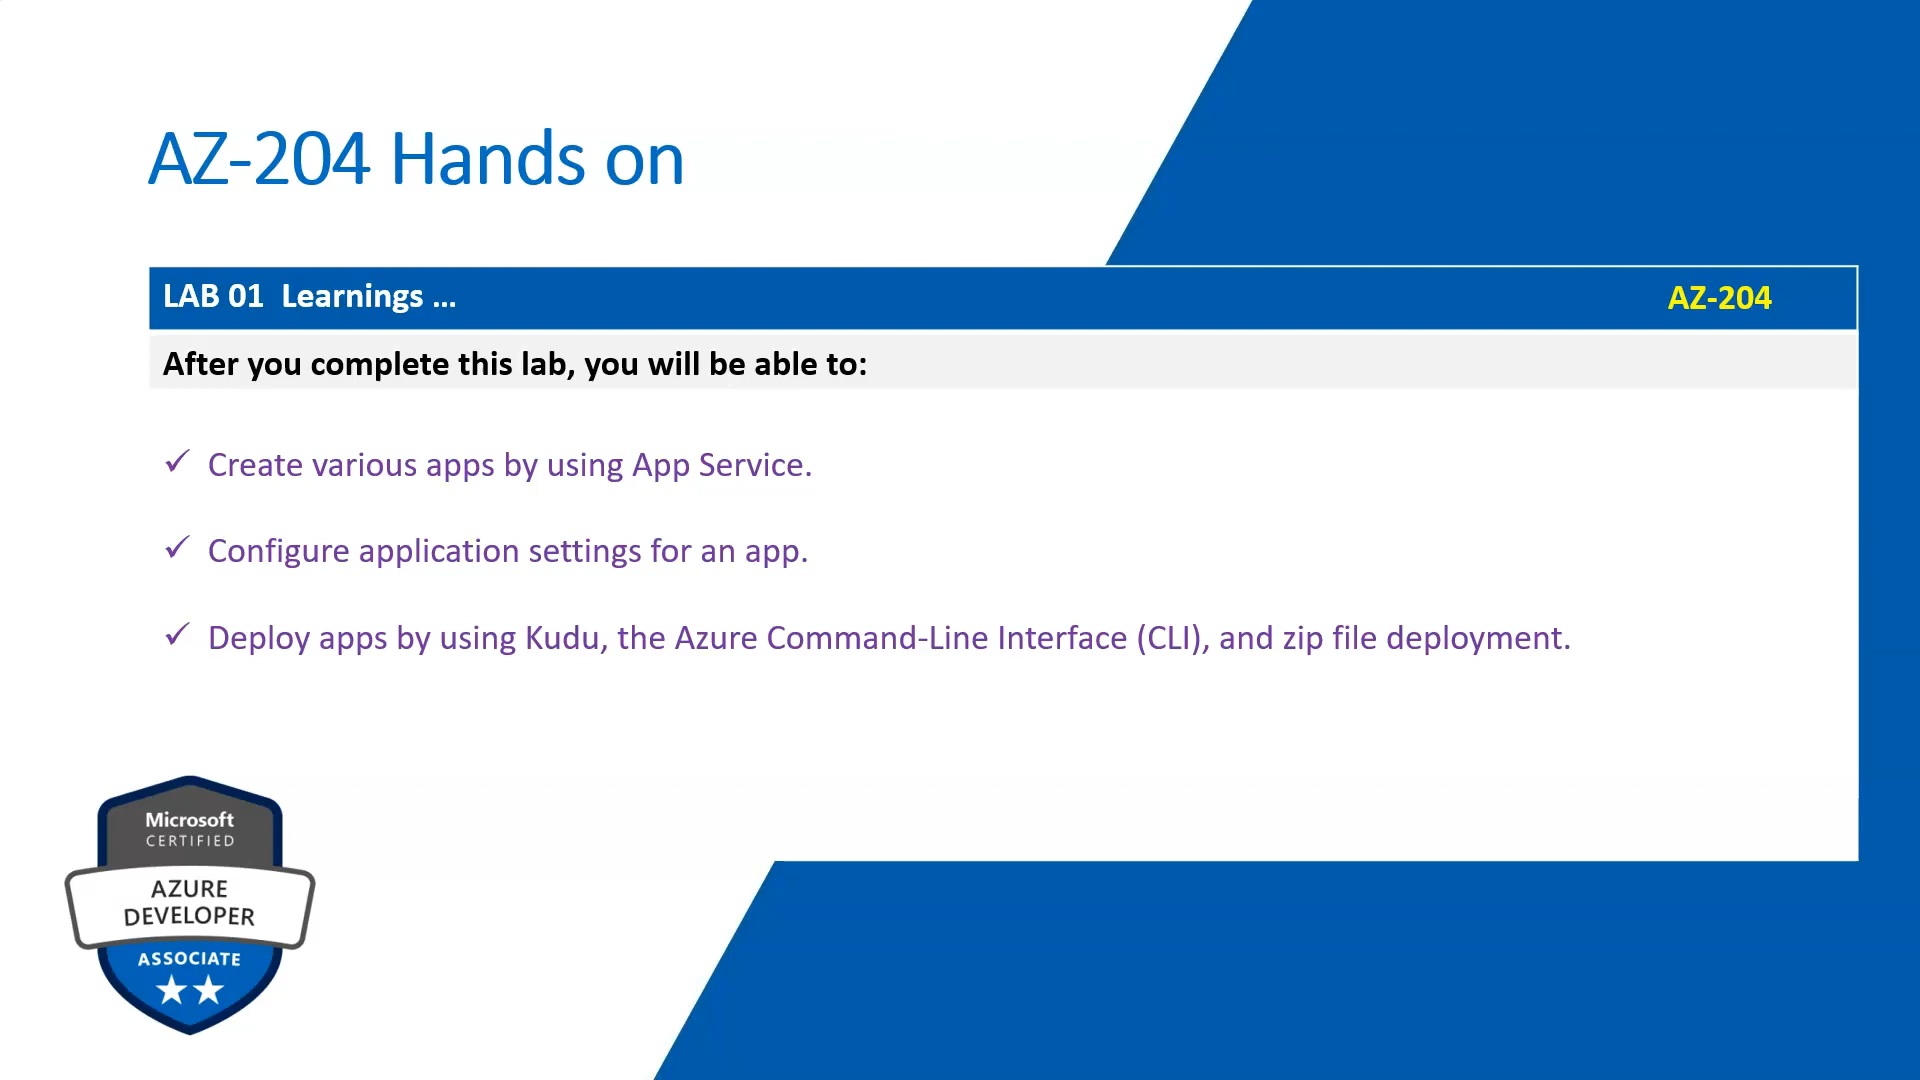 AZ-204 Hands on
LAB 01 Learnings ...
AZ-204
After you complete this lab, you will be able to:
✓ Create various apps by using App Service.
✓ Configure application settings for an app.
✓ Deploy apps by using Kudu, the Azure Command-Line Interface (CLI), and zip file deployment.
Microsoft
CERTIFIED
AZURE
DEVELOPER
ASSOCIATE